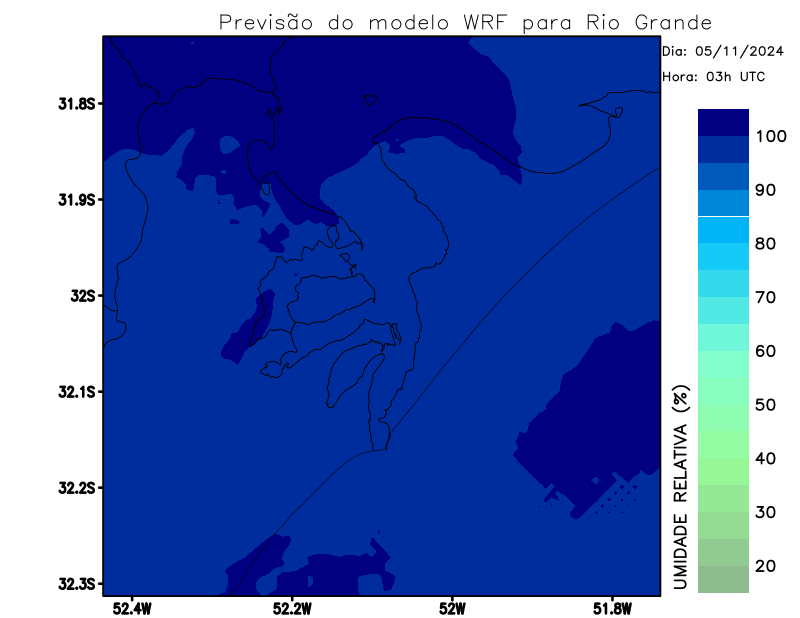 Previsão do modelo WRF para Rio Grande
Dia: 05/11/2024
Hora: 03h UTC
31.8S
31.9S
32S
32.1S
32.2S
32.3S
52.4W
52.2W
52W
51.8W
UMIDADE RELATIVA (%)
100
90
80
70
60
50
40
30
20